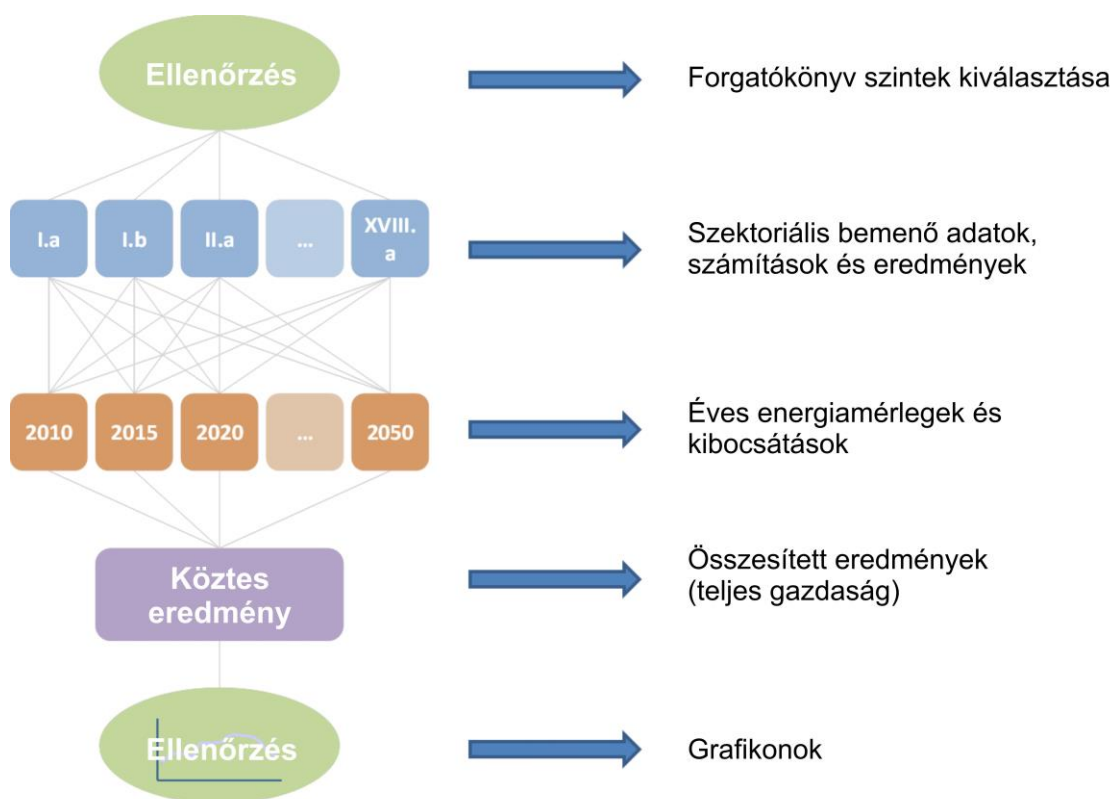 Ellenőrzés
Forgatókönyv szintek kiválasztása
I.a
I.b
II.a
...
XVIII.
a
Szektoriális bemenő adatok,
számítások és eredmények
2010
2015
2020
...
2050
Éves energiamérlegek és
kibocsátások
Köztes
eredmény
Összesített eredmények
(teljes gazdaság)
Ellenőrzés
Grafikonok